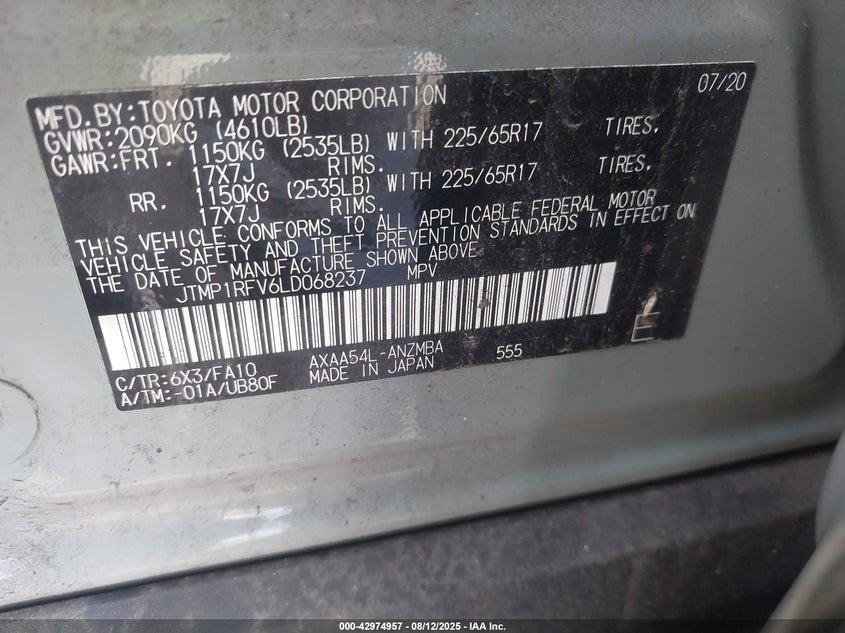 07/20
MFD.BY:TOYOTA MOTOR CORPORATION
GVWR:2090KG (4610LB)
GAWR:FRT. 1150KG (2535LB) WITH 225/65R17 TIRES.
17X7J RIMS.
RR. 1150KG (2535LB) WITH 225/65R17 TIRES.
17X7J RIMS.
THIS VEHICLE CONFORMS TO ALL APPLICABLE FEDERAL MOTOR
VEHICLE SAFETY AND THEFT PREVENTION STANDARDS IN EFFECT ON
THE DATE OF MANUFACTURE SHOWN ABOVE
JTMP1RFV6LD068237 MPV
C/TR:6X3/FA10 AXAA54L-ANZMBA 555
A/TM:-01A/UB80F MADE IN JAPAN
000-42974957 - 08/12/2025 - IAA Inc.